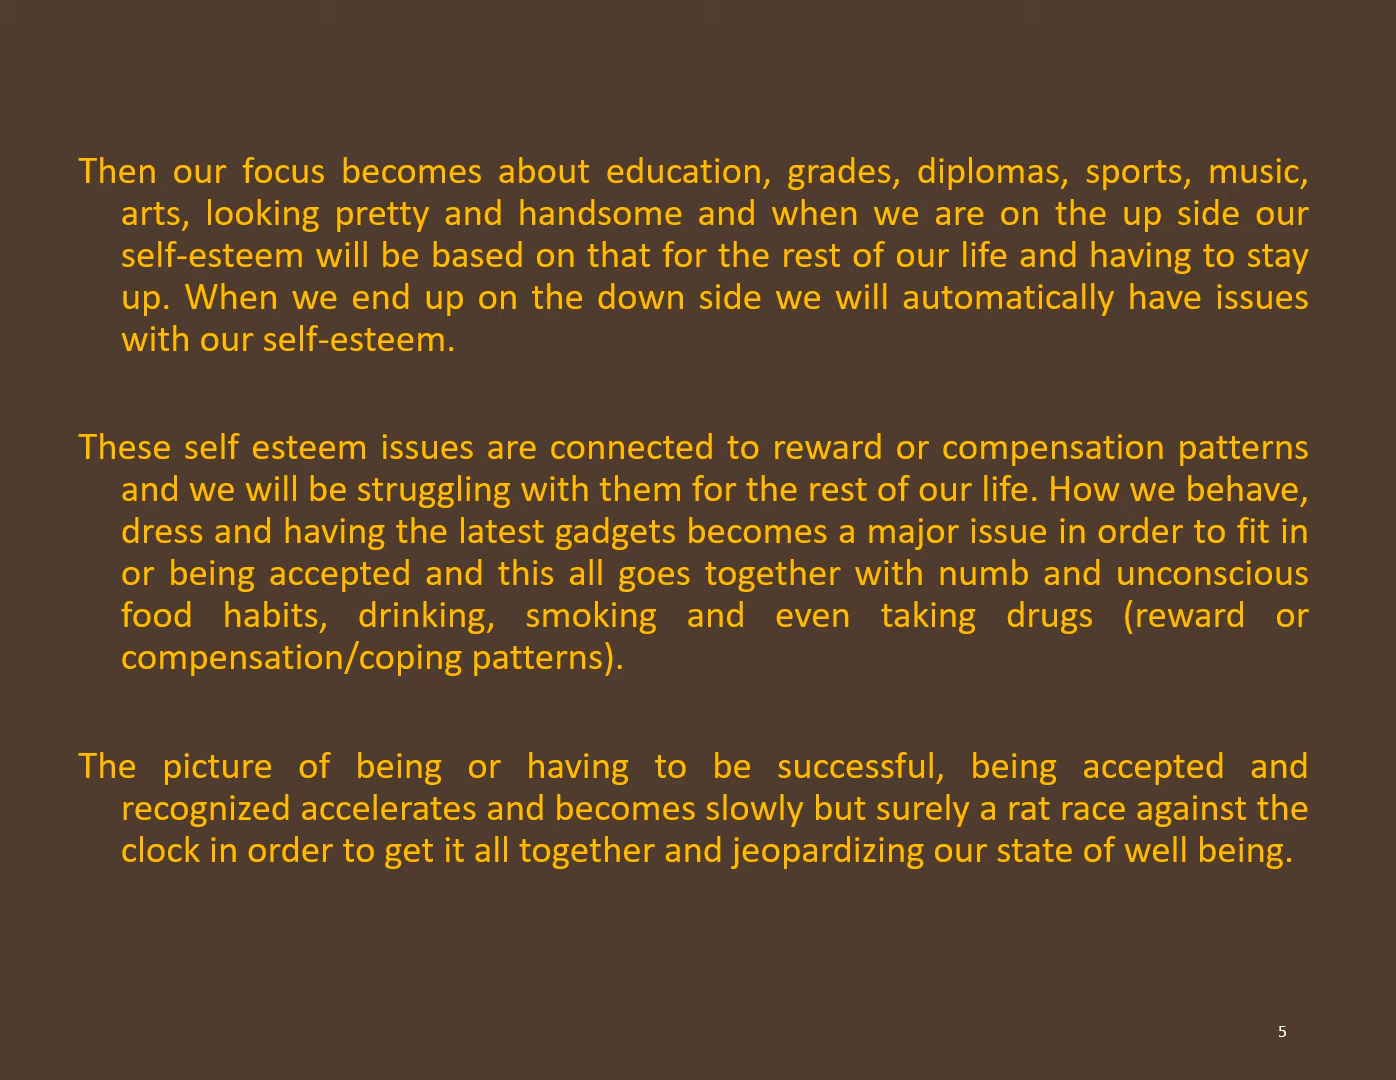 Then our focus becomes about education, grades, diplomas, sports, music,
arts, looking pretty and handsome and when we are on the up side our
self-esteem will be based on that for the rest of our life and having to stay
up. When we end up on the down side we will automatically have issues
with our self-esteem.
These self esteem issues are connected to reward or compensation patterns
and we will be struggling with them for the rest of our life. How we behave,
dress and having the latest gadgets becomes a major issue in order to fit in
or being accepted and this all goes together with numb and unconscious
food habits, drinking, smoking and even taking drugs (reward or
compensation/coping patterns).
The picture of being or having to be successful, being accepted and
recognized accelerates and becomes slowly but surely a rat race against the
clock in order to get it all together and jeopardizing our state of well being.
5